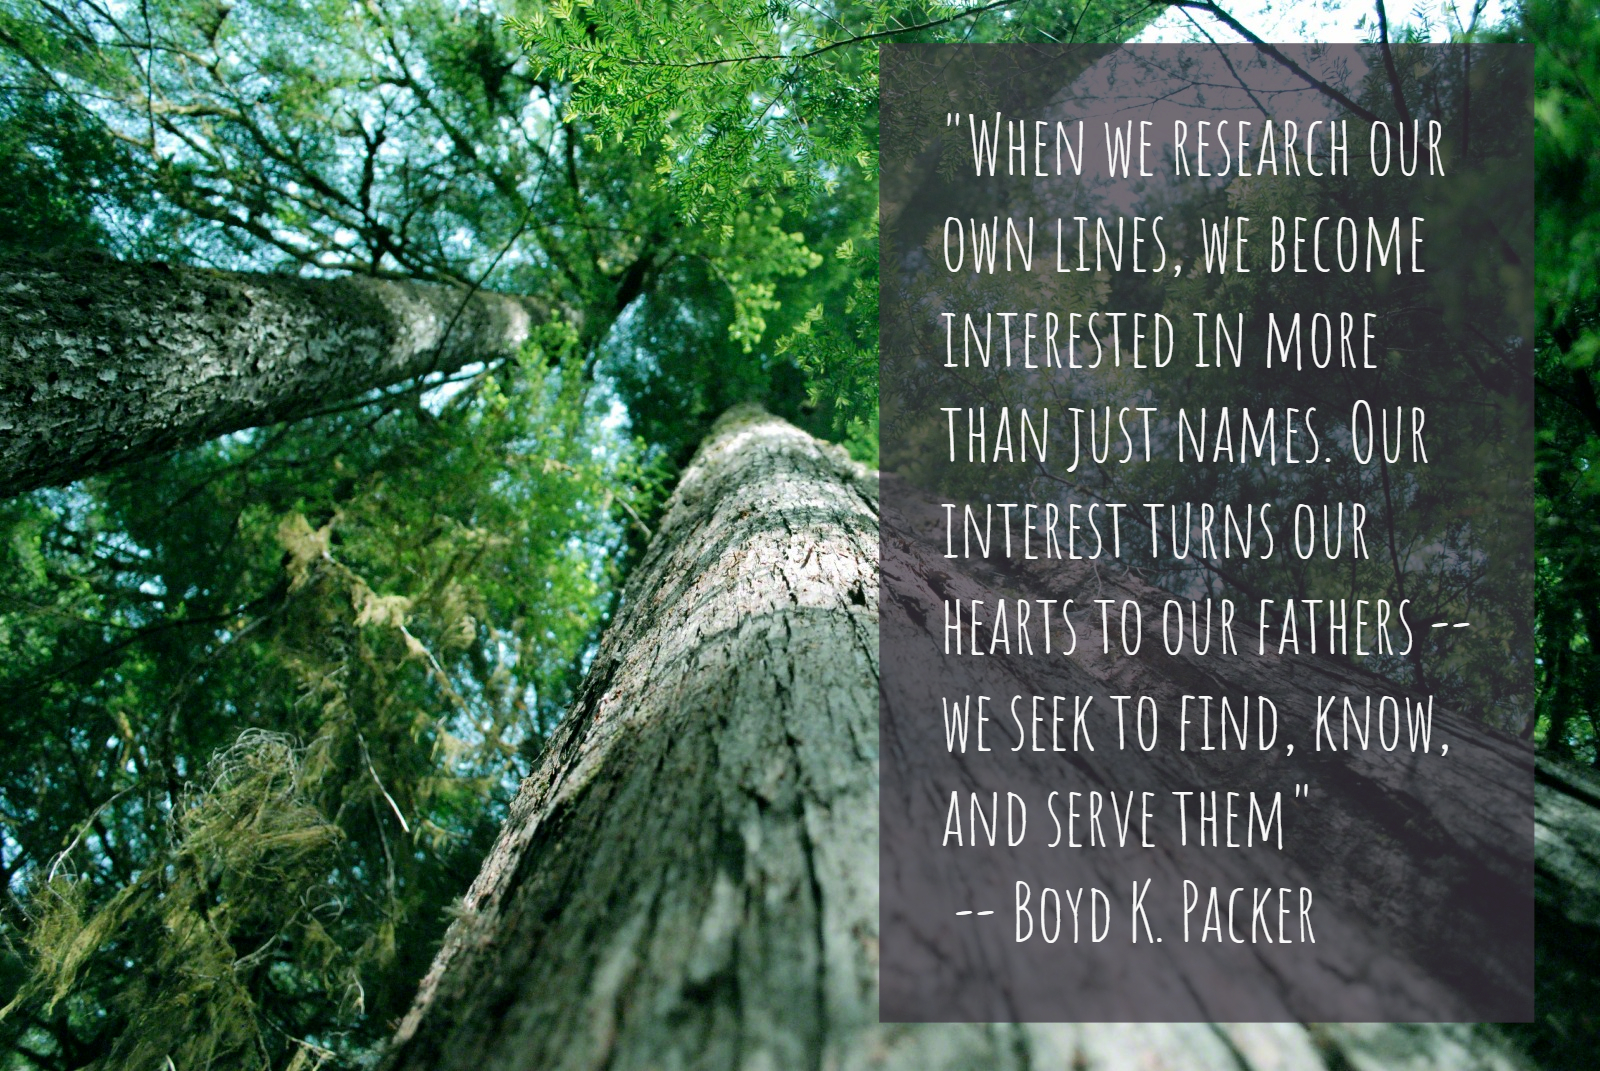 "When we research our
own lines, we become
interested in more
than just names. Our
interest turns our
hearts to our fathers --
we seek to find, know,
and serve them"
-- Boyd K. Packer